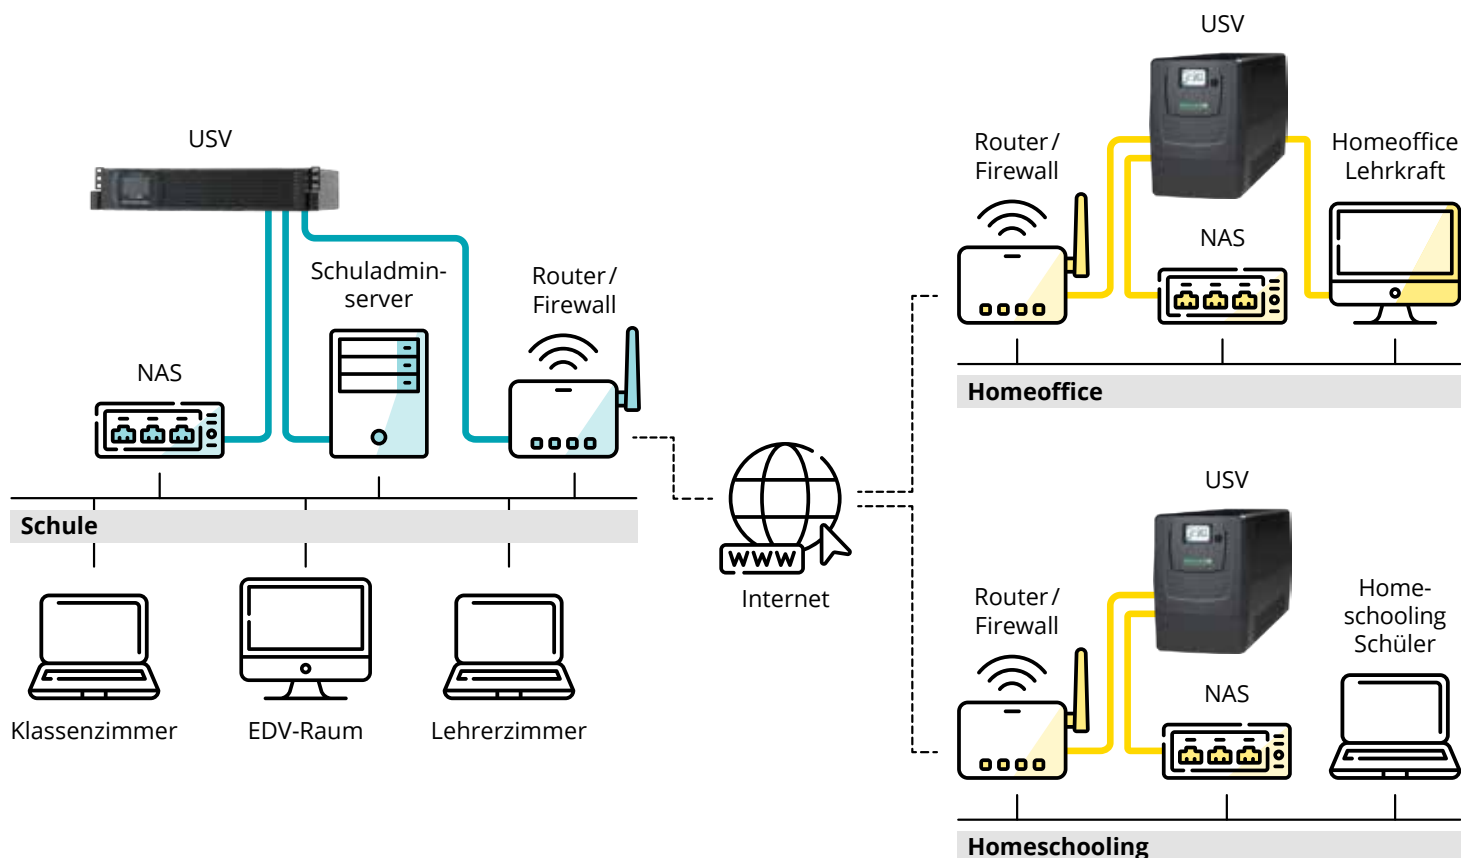 USV
Schuladmin-
server
Router/
Firewall
NAS
Schule
Klassenzimmer
EDV-Raum
Lehrerzimmer
WWW
Internet
USV
Router/
Firewall
Homeoffice
Lehrkraft
NAS
Homeoffice
USV
Router/
Firewall
Home-
schooling
Schüler
NAS
Homeschooling